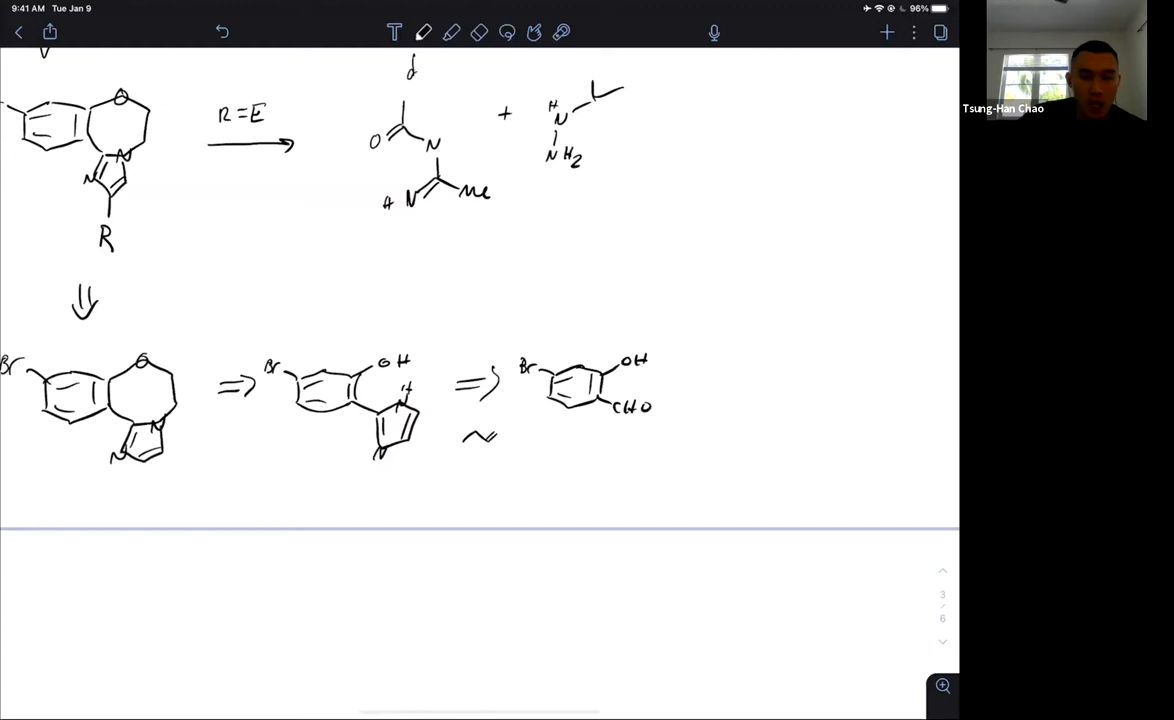 9:41 AM Tue Jan 9
96%
T
Tsung-Han Chao
O
R=E
O
N
+
H
N
NH2
N
N
H N
Me
R
Br
O
N
N
Br
OH
H
N
N
Br
OH
CHO
3
/
6